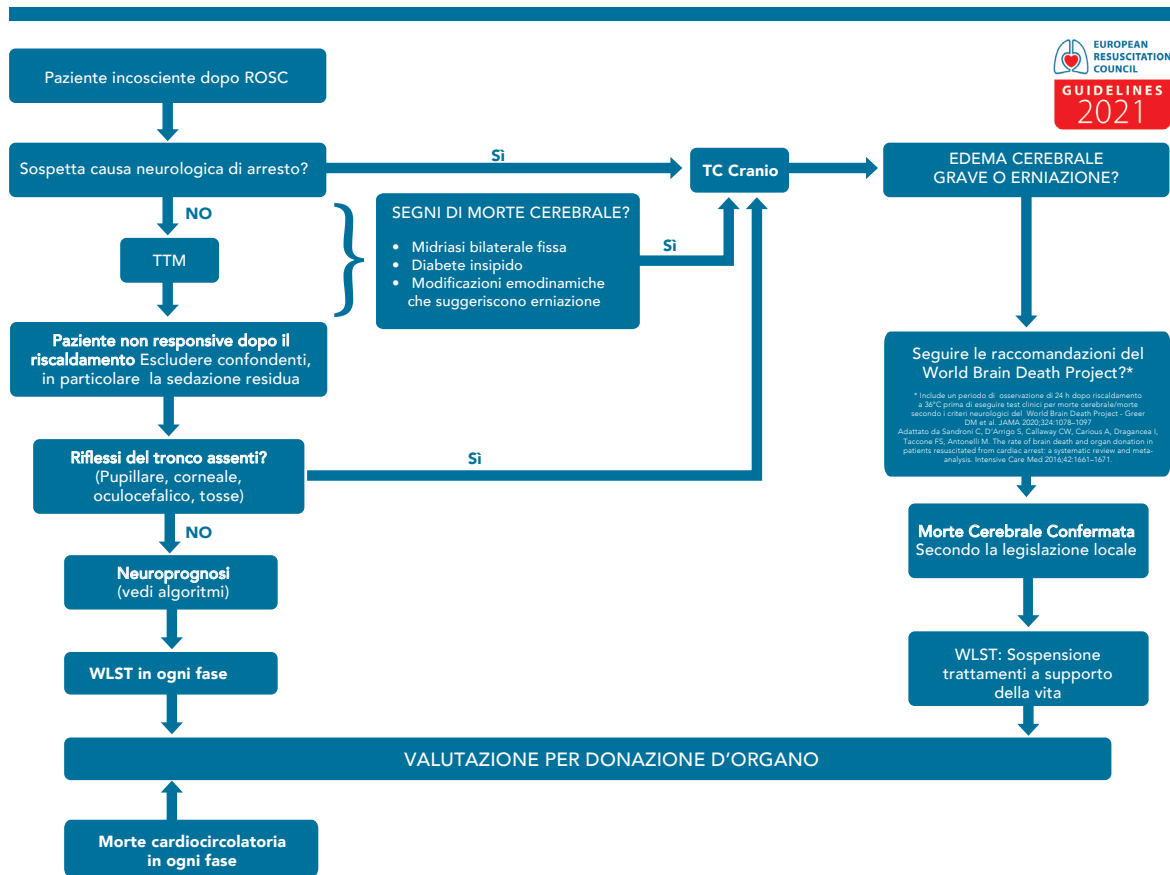 EUROPEAN
RESUSCITATION
COUNCIL
GUIDELINES
2021
Paziente incosciente dopo ROSC
Sospetta causa neurologica di arresto?
Sì
TC Cranio
EDEMA CEREBRALE
GRAVE O ERNIAZIONE?
NO
TTM
SEGNI DI MORTE CEREBRALE?
• Midriasi bilaterale fissa
• Diabete insipido
• Modificazioni emodinamiche
che suggeriscono erniazione
Sì
Paziente non responsive dopo il
riscaldamento Escludere confondenti,
in particolare la sedazione residua
Seguire le raccomandazioni del
World Brain Death Project?*
* Include un periodo di osservazione di 24 h dopo riscaldamento
a 36°C prima di eseguire test clinici per morte cerebrale/morte
secondo i criteri neurologici del World Brain Death Project - Greer
DM et al. JAMA 2020;324:1078–1097
Adattato da Sandroni C, D'Arrigo S, Callaway CW, Carious A, Dragancea I,
Taccone FS, Antonelli M. The rate of brain death and organ donation in
patients resuscitated from cardiac arrest: a systematic review and meta-
analysis. Intensive Care Med 2016;42:1661–1671.
Riflessi del tronco assenti?
(Pupillare, corneale,
oculocefalico, tosse)
Sì
NO
Morte Cerebrale Confermata
Secondo la legislazione locale
Neuroprognosi
(vedi algoritmi)
WLST in ogni fase
WLST: Sospensione
trattamenti a supporto
della vita
VALUTAZIONE PER DONAZIONE D'ORGANO
Morte cardiocircolatoria
in ogni fase